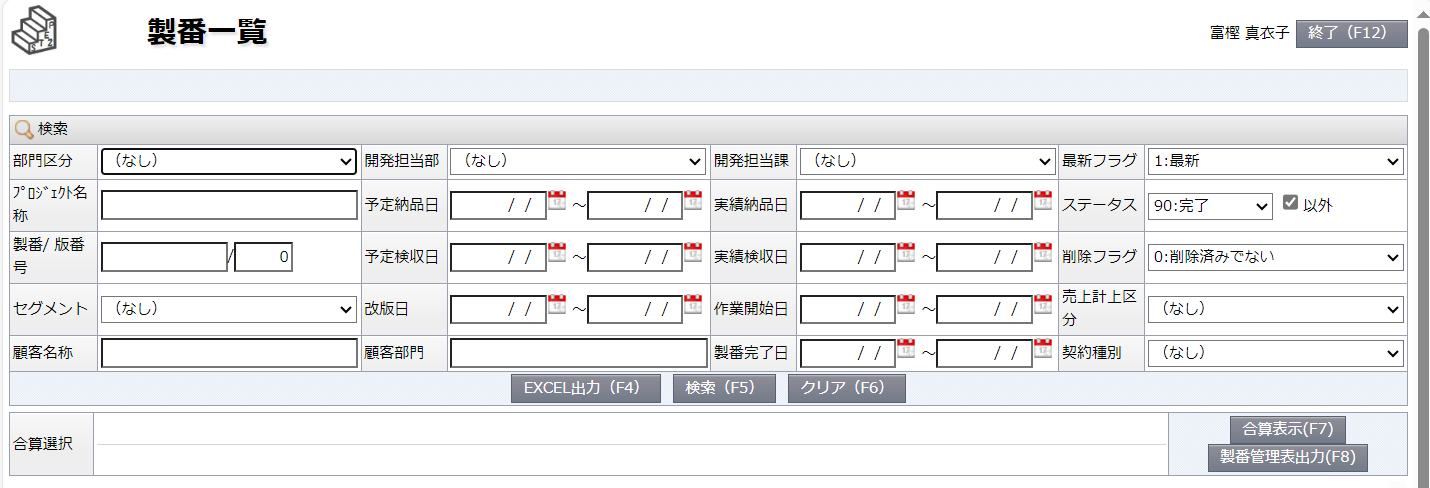 PESTZ
製番一覧
富樫 真衣子 終了（F12）
検索
部門区分 （なし） 開発担当部 （なし） 開発担当課 （なし） 最新フラグ 1:最新
ﾌﾟﾛｼﾞｪｸﾄ名
称 予定納品日 / / ～ / / 実績納品日 / / ～ / / ステータス 90:完了 以外
製番/ 版番
号 / 0 予定検収日 / / ～ / / 実績検収日 / / ～ / / 削除フラグ 0:削除済みでない
セグメント （なし） 改版日 / / ～ / / 作業開始日 / / ～ / / 売上計上区
分 （なし）
顧客名称 顧客部門 製番完了日 / / ～ / / 契約種別 （なし）
EXCEL出力（F4） 検索（F5） クリア（F6）
合算選択 合算表示(F7)
製番管理表出力(F8)